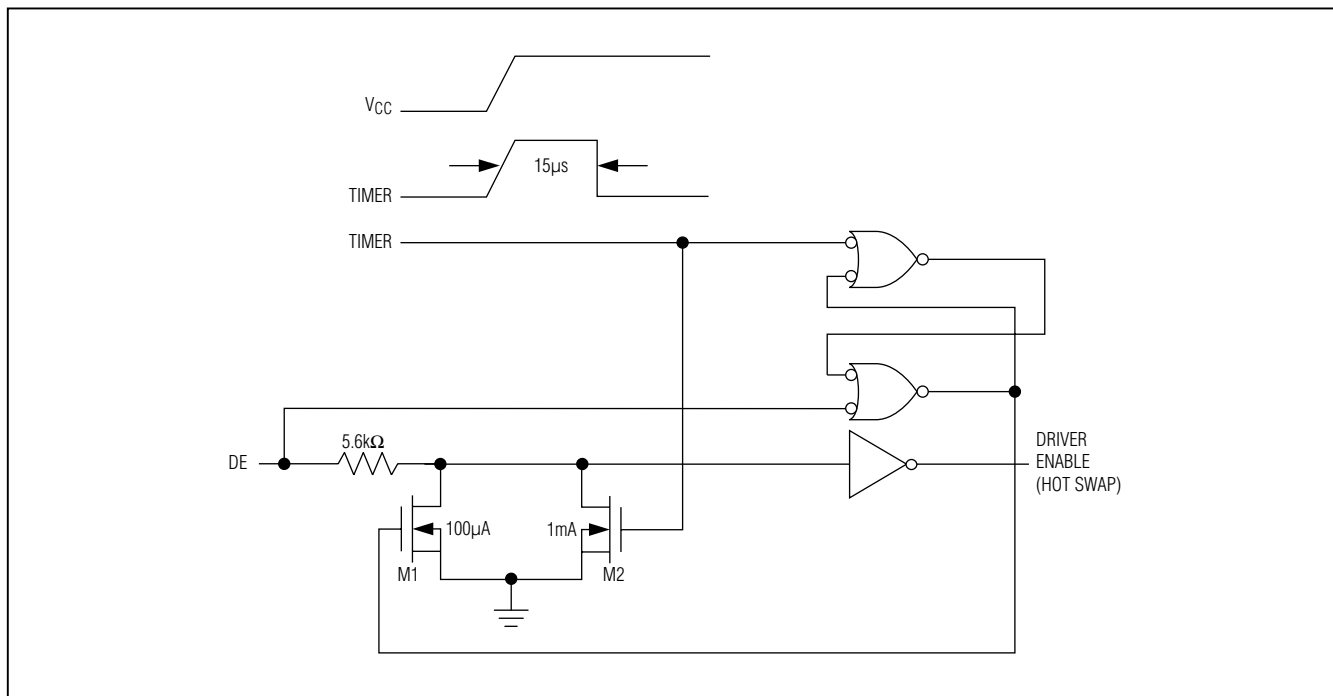 VCC
15µs
TIMER
TIMER
5.6kΩ
DE
DRIVER
ENABLE
(HOT SWAP)
100µA
1mA
M1
M2